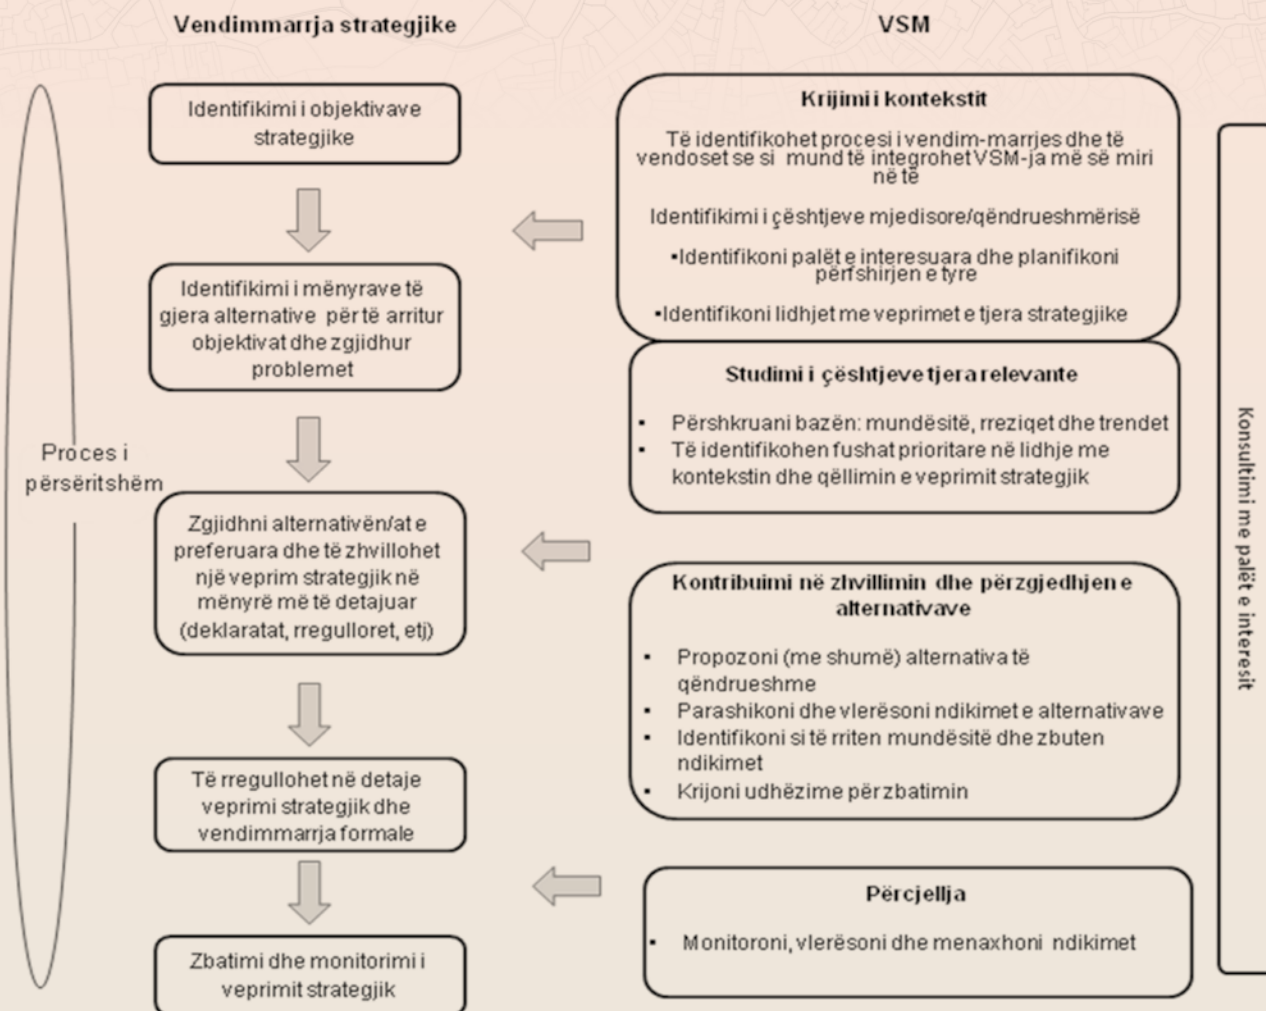 Vendimmarrja strategjike
VSM
Proces i
përsëritshëm
Identifikimi i objektivave
strategjike
Identifikimi i mënyrave të
gjera alternative për të arritur
objektivat dhe zgjidhur
problemet
Zgjidhni alternativën/at e
preferuara dhe të zhvillohet
një veprim strategjik në
mënyrë më të detajuar
(deklaratat, rregulloret, etj)
Të rregullohet në detaje
veprimi strategjik dhe
vendimmarrja formale
Zbatimi dhe monitorimi i
veprimit strategjik
Krijimi i kontekstit
Të identifikohet procesi i vendim-marrjes dhe të
vendoset se si mund të integrohet VSM-ja më së miri
në të
Identifikimi i çështjeve mjedisore/qëndrueshmërisë
▪Identifikoni palët e interesuara dhe planifikoni
përfshirjen e tyre
▪Identifikoni lidhjet me veprimet e tjera strategjike
Studimi i çështjeve tjera relevante
▪ Përshkruani bazën: mundësitë, rreziqet dhe trendet
▪ Të identifikohen fushat prioritare në lidhje me
kontekstin dhe qëllimin e veprimit strategjik
Kontribuimi në zhvillimin dhe përzgjedhjen e
alternativave
▪ Propozoni (me shumë) alternativa të
qëndrueshme
▪ Parashikoni dhe vlerësoni ndikimet e alternativave
▪ Identifikoni si të rriten mundësitë dhe zbuten
ndikimet
▪ Krijoni udhëzime për zbatimin
Përcjellja
▪ Monitoroni, vlerësoni dhe menaxhoni ndikimet
Konsultimi me palët e interesit